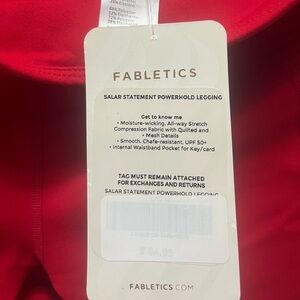 FABLETICS
SALAR STATEMENT POWERHOLD LEGGING
Get to know me
• Moisture-wicking, All-way Stretch
Compression Fabric with Quilted and
• Mesh Details
• Smooth, Chafe-resistant, UPF 50+
• Internal Waistband Pocket for Key/card
TAG MUST REMAIN ATTACHED
FOR EXCHANGES AND RETURNS
SALAR STATEMENT POWERHOLD LEGGING
FABLETICS.COM